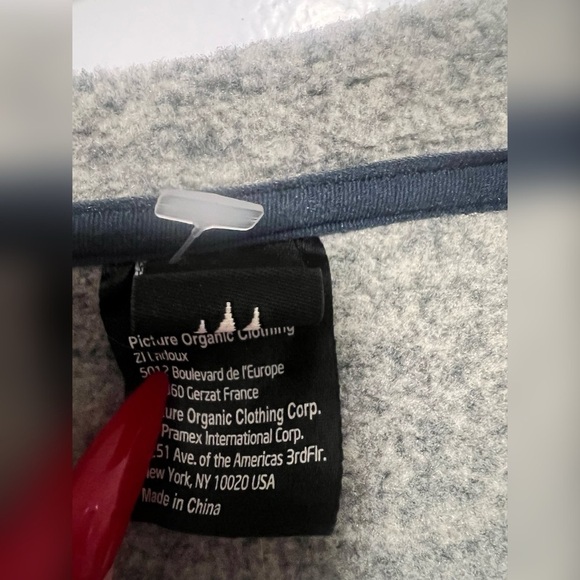 Picture Organic Clothing
ZI Ladoux
Boulevard de l'Europe
Gerzat France
Organic Clothing Corp.
Pramex International Corp.
Ave. of the Americas 3rdFlr.
New York, NY 10020 USA
Made in China